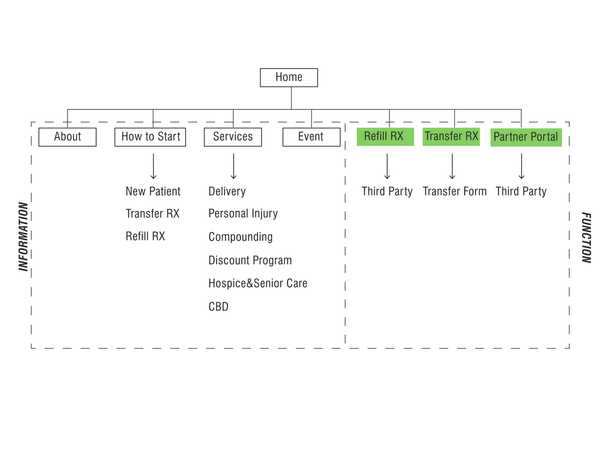 Home
About
How to Start
Services
Event
Refill RX
Transfer RX
Partner Portal
New Patient
Transfer RX
Refill RX
Delivery
Personal Injury
Compounding
Discount Program
Hospice&Senior Care
CBD
Third Party
Transfer Form
Third Party
INFORMATION
FUNCTION